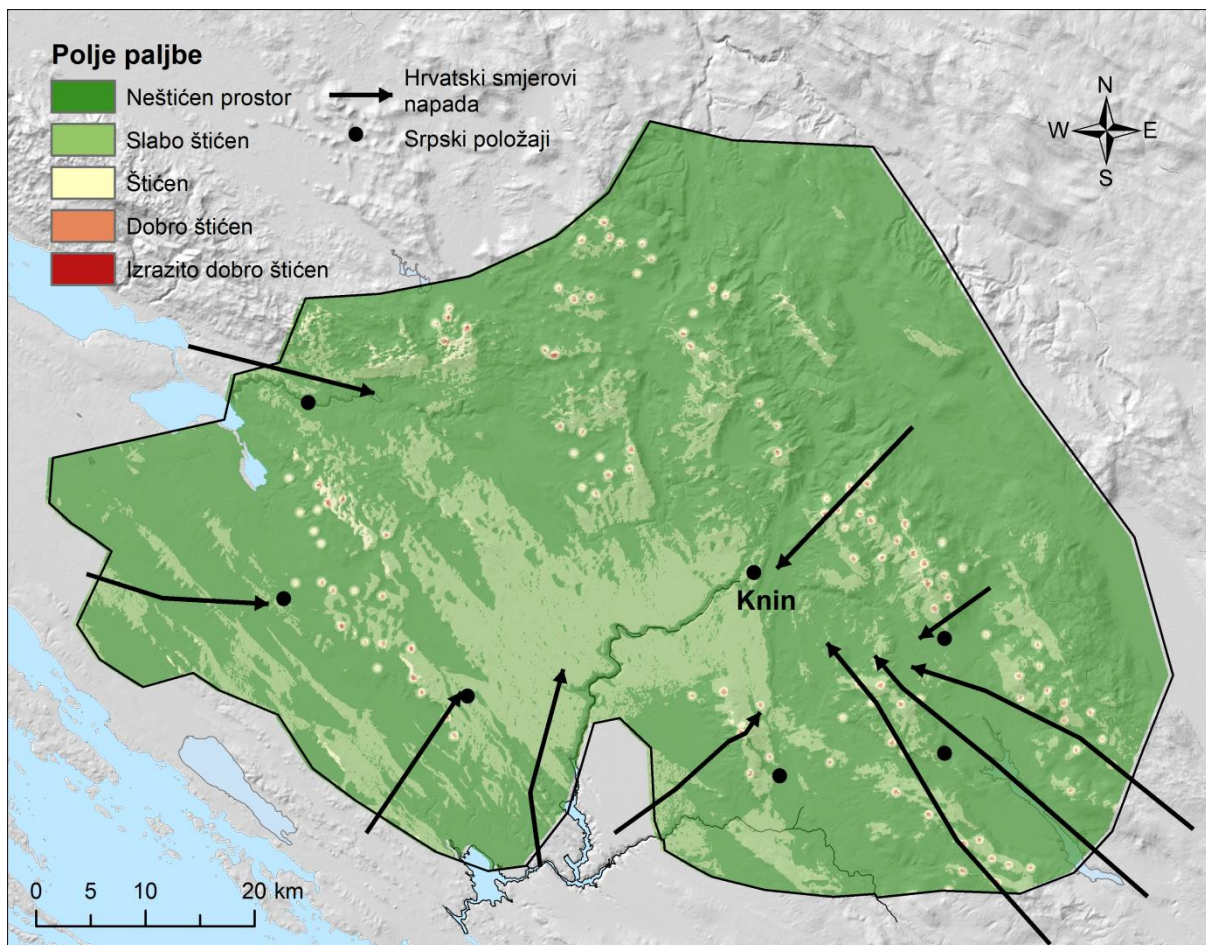 Polje paljbe
Neštićen prostor
Slabo štićen
Štićen
Dobro štićen
Izrazito dobro štićen
Hrvatski smjerovi
napada
Srpski položaji
N
W E
S
Knin
0 5 10 20 km